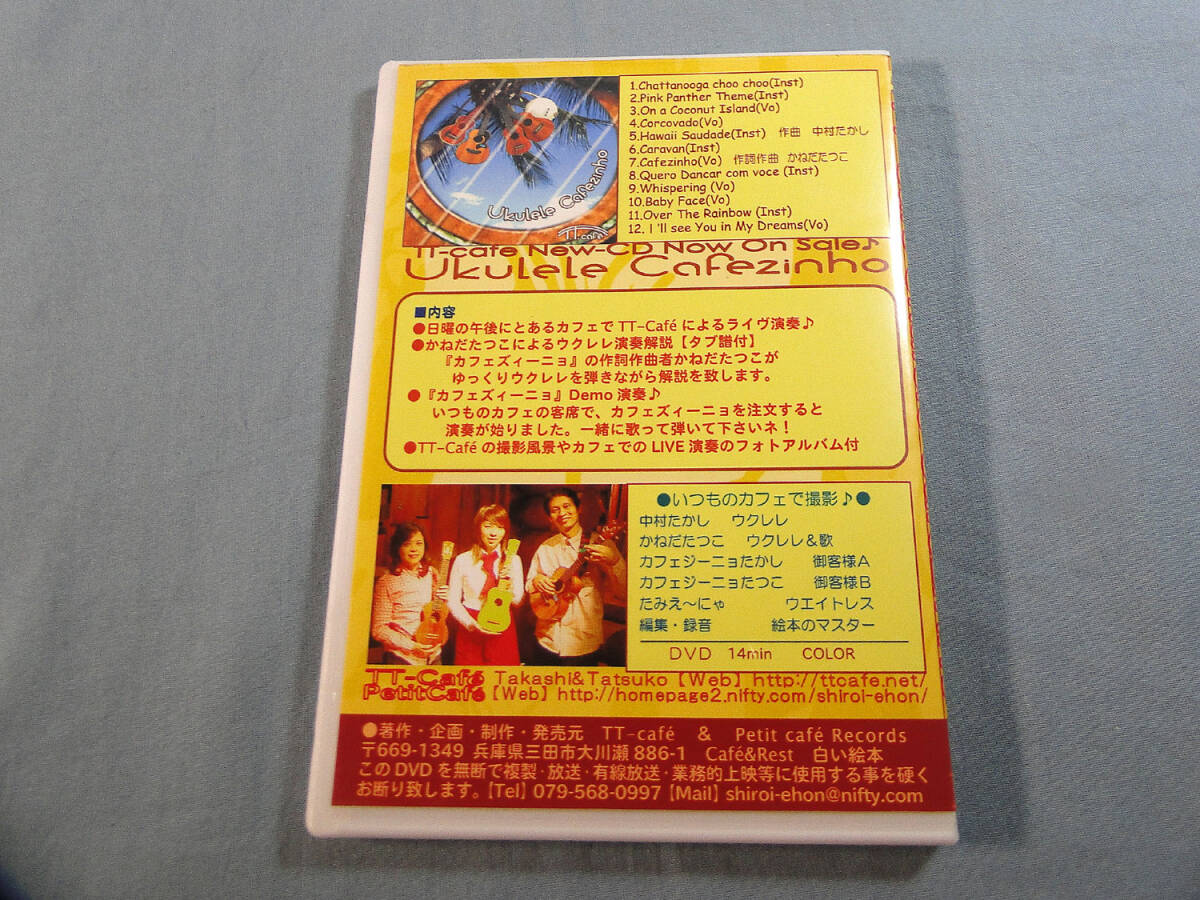 Ukulele Cafezinho
TT-café
1.Chattanooga choo choo(Inst)
2.Pink Panther Theme(Inst)
3.On a Coconut Island(Vo)
4.Corcovado(Vo)
5.Hawaii Saudade(Inst) 作曲 中村たかし
6.Caravan(Inst)
7.Cafezinho(Vo) 作詞作曲 かねだたつこ
8.Quero Dancar com voce (Inst)
9.Whispering (Vo)
10.Baby Face(Vo)
11.Over The Rainbow (Inst)
12. I 'll see You in My Dreams(Vo)
TT-cafe New-CD Now On Sale♪
Ukulele Cafezinho
■内容
●日曜の午後にとあるカフェで TT-Café によるライヴ演奏♪
●かねだたつこによるウクレレ演奏解説【タブ譜付】
『カフェズィーニョ』の作詞作曲者かねだたつこが
ゆっくりウクレレを弾きながら解説を致します。
●『カフェズィーニョ』Demo 演奏♪
いつものカフェの客席で、カフェズィーニョを注文すると
演奏が始りました。一緒に歌って弾いて下さいネ！
●TT-Café の撮影風景やカフェでの LIVE 演奏のフォトアルバム付
●いつものカフェで撮影♪●
中村たかし ウクレレ
かねだたつこ ウクレレ＆歌
カフェジーニョたかし 御客様A
カフェジーニョたつこ 御客様B
たみえ〜にゃ ウエイトレス
編集・録音 絵本のマスター
DVD 14min COLOR
TT-Café Takashi&Tatsuko【Web】http://ttcafe.net/
PetitCafé【Web】http://homepage2.nifty.com/shiroi-ehon/
●著作・企画・制作・発売元 TT-café & Petit café Records
〒669-1349 兵庫県三田市大川瀬 886-1 Café&Rest 白い絵本
この DVD を無断で複製・放送・有線放送・業務的上映等に使用する事を硬く
お断り致します。【Tel】079-568-0997【Mail】shiroi-ehon@nifty.com